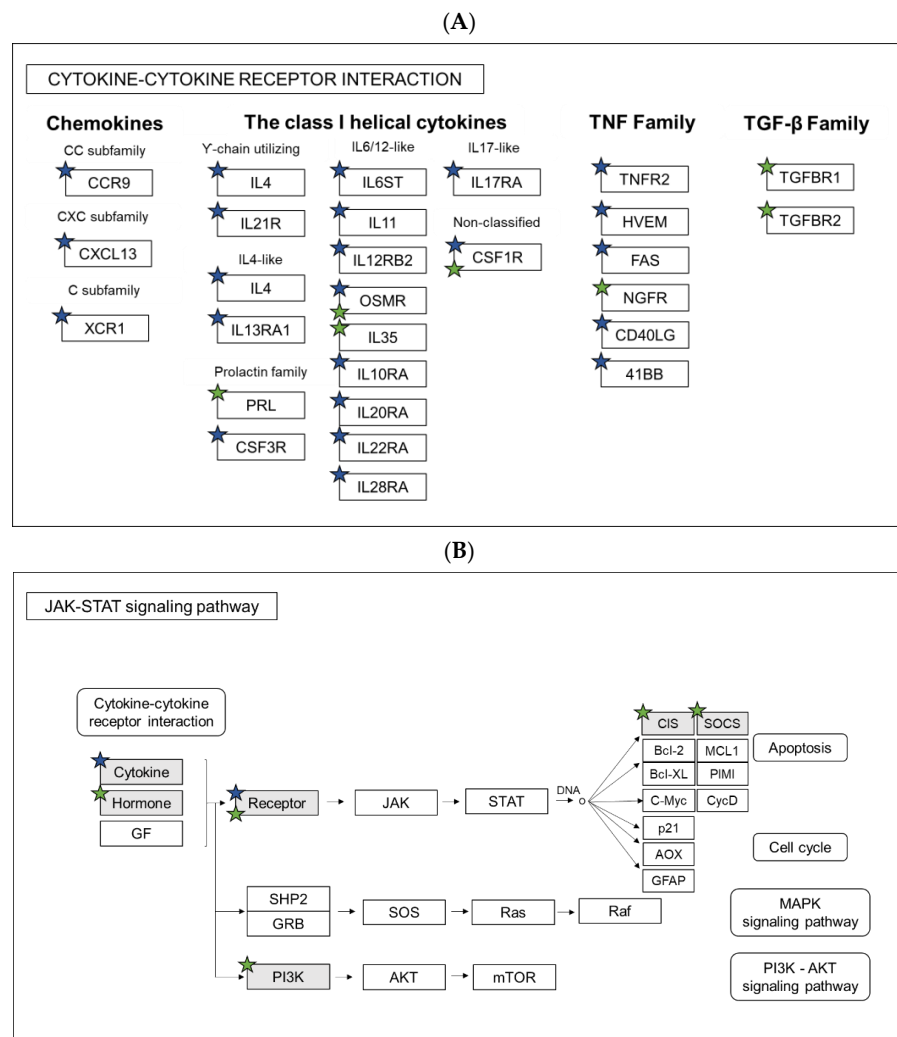 (A)
CYTOKINE-CYTOKINE RECEPTOR INTERACTION
Chemokines
CC subfamily
CCR9
CXC subfamily
CXCL13
C subfamily
XCR1
The class I helical cytokines
ϒ-chain utilizing
IL4
IL21R
IL4-like
IL4
IL13RA1
Prolactin family
PRL
CSF3R
IL6/12-like
IL6ST
IL11
IL12RB2
OSMR
IL35
IL10RA
IL20RA
IL22RA
IL28RA
IL17-like
IL17RA
Non-classified
CSF1R
TNF Family
TNFR2
HVEM
FAS
NGFR
CD40LG
41BB
TGF-β Family
TGFBR1
TGFBR2
(B)
JAK-STAT signaling pathway
Cytokine-cytokine
receptor interaction
Cytokine
Hormone
GF
Receptor
JAK
STAT
DNA
CIS
SOCS
Bcl-2
MCL1
Bcl-XL
PIMI
C-Myc
CycD
p21
AOX
GFAP
Apoptosis
Cell cycle
SHP2
GRB
SOS
Ras
Raf
MAPK
signaling pathway
PI3K
AKT
mTOR
PI3K - AKT
signaling pathway